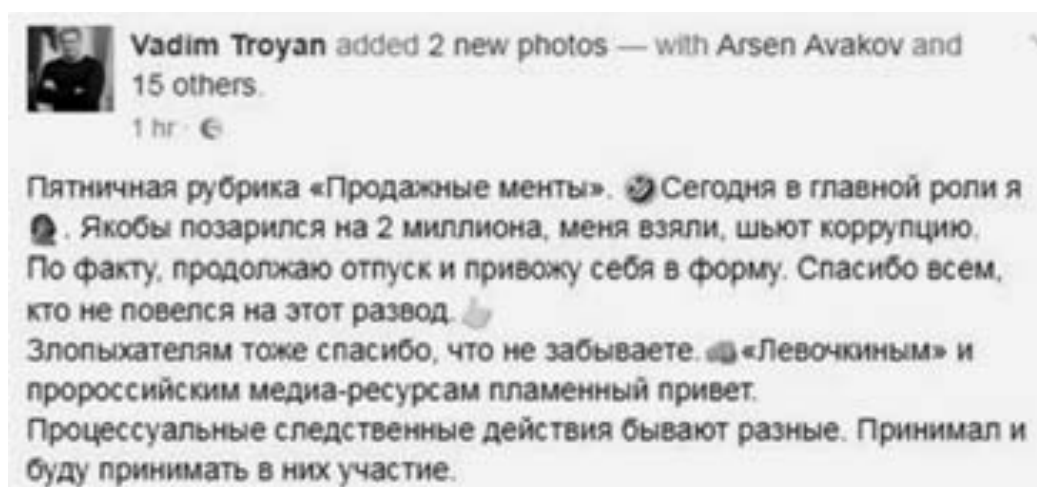 Vadim Troyan added 2 new photos — with Arsen Avakov and
15 others.
1 hr ·
Пятничная рубрика «Продажные менты». 🤣 Сегодня в главной роли я
. Якобы позарился на 2 миллиона, меня взяли, шьют коррупцию.
По факту, продолжаю отпуск и привожу себя в форму. Спасибо всем,
кто не повелся на этот развод. 👍
Злопыхателям тоже спасибо, что не забываете. 👊«Левочкиным» и
пророссийским медиа-ресурсам пламенный привет.
Процессуальные следственные действия бывают разные. Принимал и
буду принимать в них участие.